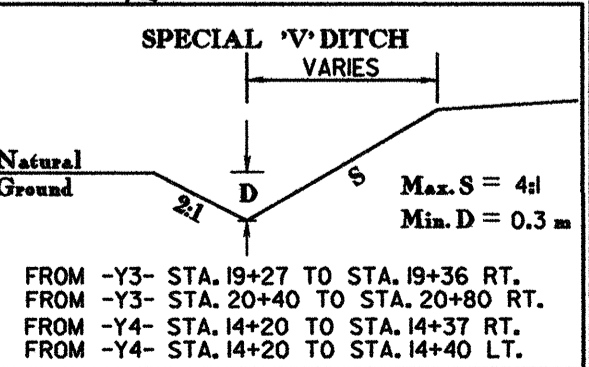 SPECIAL 'V' DITCH
VARIES
Natural
Ground
2:1
D
S
Max. S = 4:1
Min. D = 0.3 m
FROM -Y3- STA. 19+27 TO STA. 19+36 RT.
FROM -Y3- STA. 20+40 TO STA. 20+80 RT.
FROM -Y4- STA. 14+20 TO STA. 14+37 RT.
FROM -Y4- STA. 14+20 TO STA. 14+40 LT.